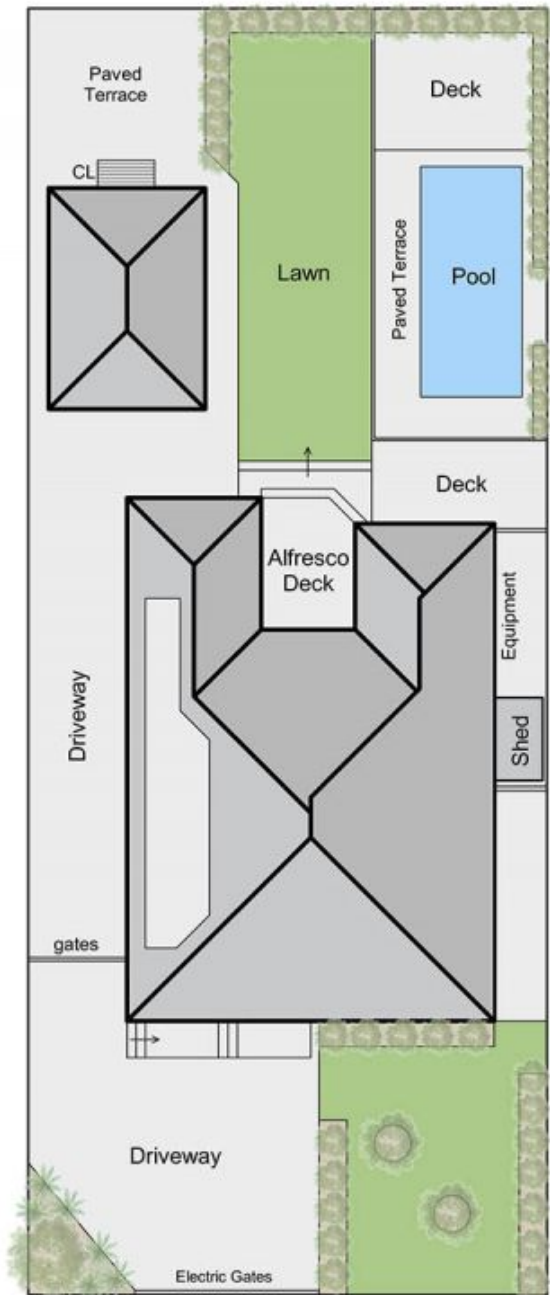 Paved
Terrace
Deck
CL
Lawn
Paved Terrace
Pool
Deck
Alfresco
Deck
Equipment
Driveway
Shed
gates
Driveway
Electric Gates